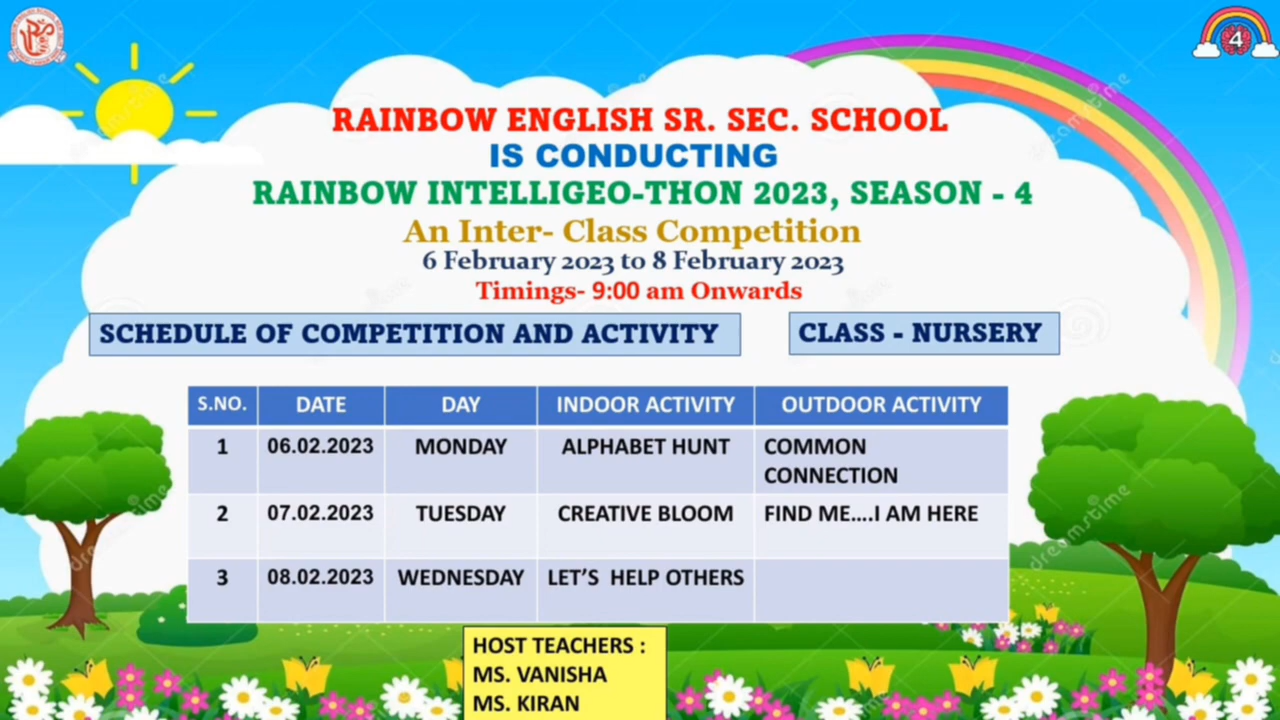 4
RAINBOW ENGLISH SR. SEC. SCHOOL
IS CONDUCTING
RAINBOW INTELLIGEO-THON 2023, SEASON - 4
An Inter- Class Competition
6 February 2023 to 8 February 2023
Timings- 9:00 am Onwards
SCHEDULE OF COMPETITION AND ACTIVITY
CLASS - NURSERY
S.NO. DATE DAY INDOOR ACTIVITY OUTDOOR ACTIVITY
1 06.02.2023 MONDAY ALPHABET HUNT COMMON
CONNECTION
2 07.02.2023 TUESDAY CREATIVE BLOOM FIND ME....I AM HERE
3 08.02.2023 WEDNESDAY LET'S HELP OTHERS
HOST TEACHERS :
MS. VANISHA
MS. KIRAN
dreamstime
dreamstime
dreamstime